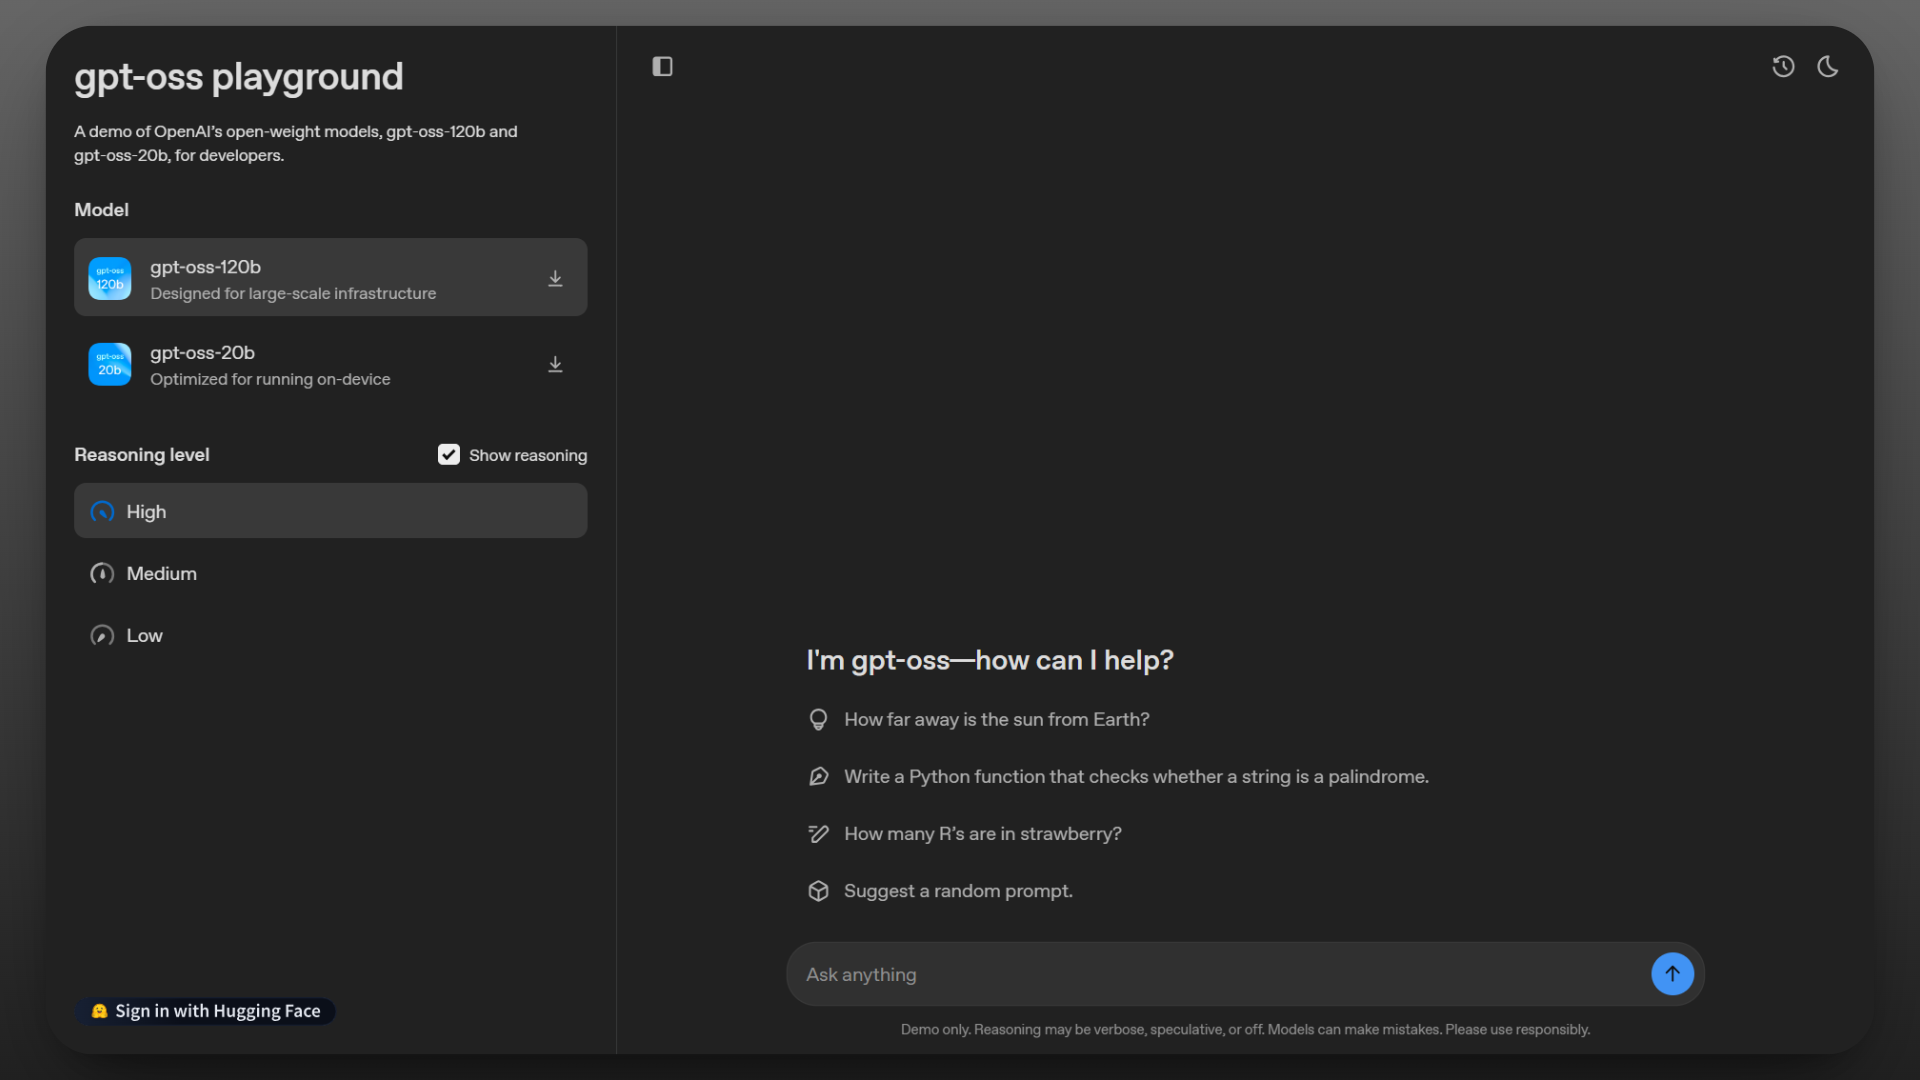 gpt-oss playground
A demo of OpenAI’s open-weight models, gpt-oss-120b and
gpt-oss-20b, for developers.
Model
gpt-oss
120b
gpt-oss-120b
Designed for large-scale infrastructure
gpt-oss
20b
gpt-oss-20b
Optimized for running on-device
Reasoning level
Show reasoning
High
Medium
Low
Sign in with Hugging Face
I'm gpt-oss—how can I help?
How far away is the sun from Earth?
Write a Python function that checks whether a string is a palindrome.
How many R’s are in strawberry?
Suggest a random prompt.
Ask anything
Demo only. Reasoning may be verbose, speculative, or off. Models can make mistakes. Please use responsibly.